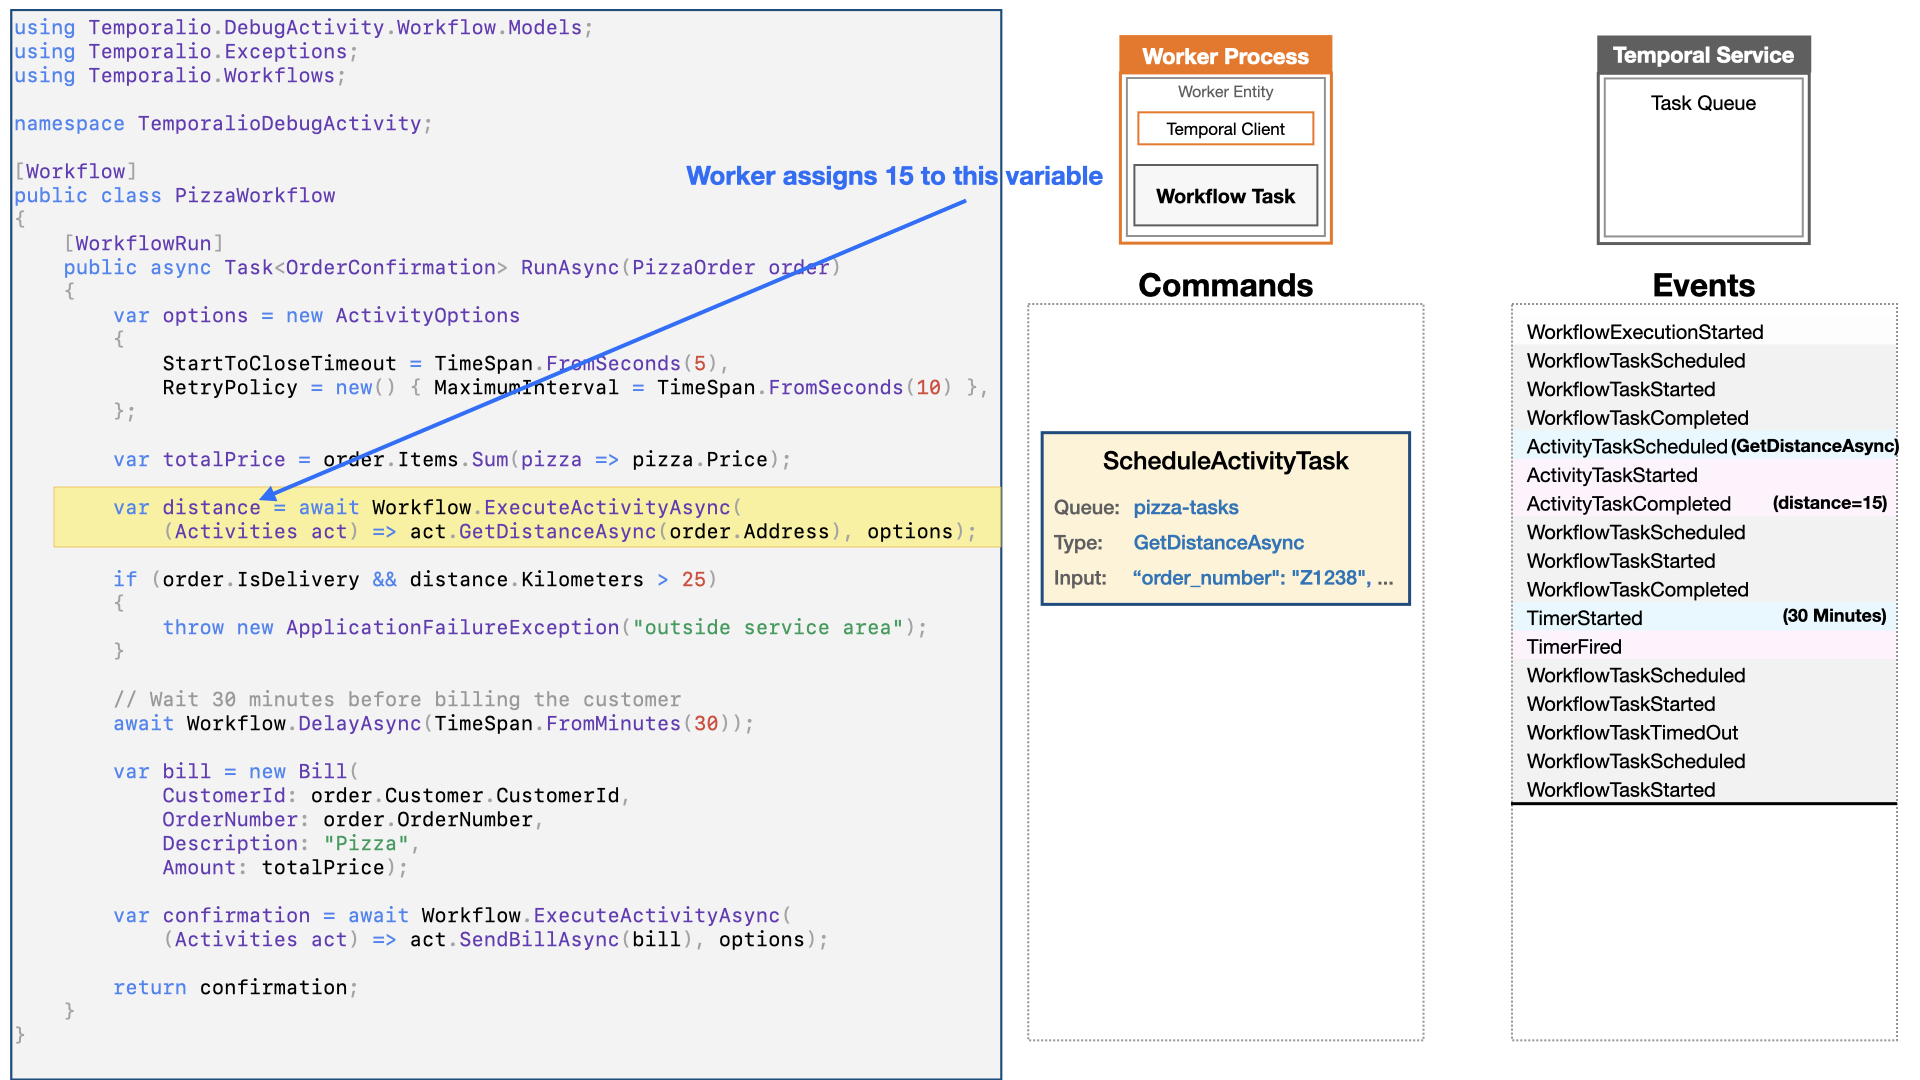 using Temporalio.DebugActivity.Workflow.Models;
using Temporalio.Exceptions;
using Temporalio.Workflows;
namespace TemporalioDebugActivity;
[Workflow]
public class PizzaWorkflow
{
[WorkflowRun]
public async Task<OrderConfirmation> RunAsync(PizzaOrder order)
{
var options = new ActivityOptions
{
StartToCloseTimeout = TimeSpan.FromSeconds(5),
RetryPolicy = new() { MaximumInterval = TimeSpan.FromSeconds(10) },
};
var totalPrice = order.Items.Sum(pizza => pizza.Price);
var distance = await Workflow.ExecuteActivityAsync(
(Activities act) => act.GetDistanceAsync(order.Address), options);
if (order.IsDelivery && distance.Kilometers > 25)
{
throw new ApplicationFailureException("outside service area");
}
// Wait 30 minutes before billing the customer
await Workflow.DelayAsync(TimeSpan.FromMinutes(30));
var bill = new Bill(
CustomerId: order.Customer.CustomerId,
OrderNumber: order.OrderNumber,
Description: "Pizza",
Amount: totalPrice);
var confirmation = await Workflow.ExecuteActivityAsync(
(Activities act) => act.SendBillAsync(bill), options);
return confirmation;
}
}
Worker assigns 15 to this variable
Worker Process
Worker Entity
Temporal Client
Workflow Task
Commands
ScheduleActivityTask
Queue: pizza-tasks
Type: GetDistanceAsync
Input: “order_number": "Z1238", ...
Temporal Service
Task Queue
Events
WorkflowExecutionStarted
WorkflowTaskScheduled
WorkflowTaskStarted
WorkflowTaskCompleted
ActivityTaskScheduled (GetDistanceAsync)
ActivityTaskStarted
ActivityTaskCompleted (distance=15)
WorkflowTaskScheduled
WorkflowTaskStarted
WorkflowTaskCompleted
TimerStarted (30 Minutes)
TimerFired
WorkflowTaskScheduled
WorkflowTaskStarted
WorkflowTaskTimedOut
WorkflowTaskScheduled
WorkflowTaskStarted